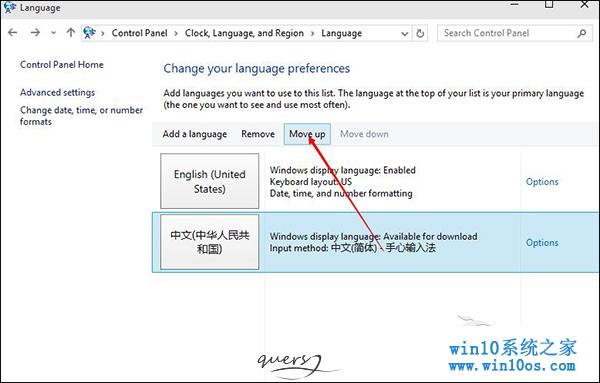 Language
Control Panel
Clock, Language, and Region
Language
Search Control Panel
Control Panel Home
Advanced settings
Change date, time, or number
formats
Change your language preferences
Add languages you want to use to this list. The language at the top of your list is your primary language
(the one you want to see and use most often).
Add a language
Remove
Move up
Move down
English (United
States)
Windows display language: Enabled
Keyboard layout: US
Date, time, and number formatting
Options
中文(中华人民共
和国)
Windows display language: Available for download
Input method: 中文(简体) - 手心输入法
Options
win10系统之家
www.win10os.com